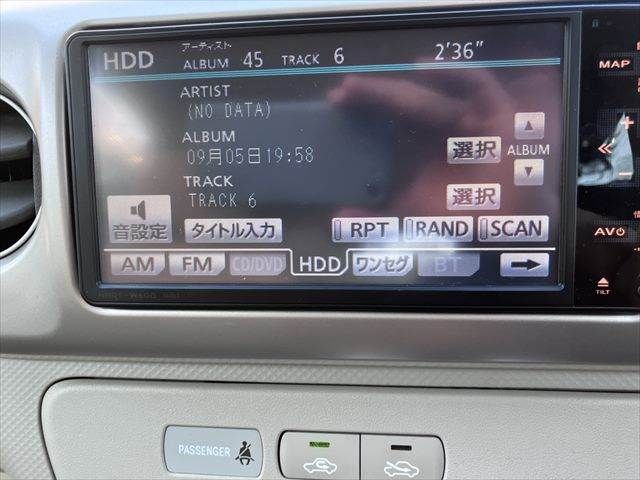 HDD アーティスト ALBUM 45 TRACK 6 2'36"
MAP
ARTIST
(NO DATA)
ALBUM
09月05日19:58
選択 ALBUM
TRACK
TRACK 6
選択
音設定 タイトル入力 RPT RAND SCAN
AV
AM FM CD/DVD HDD ワンセグ BT
TILT
PASSENGER